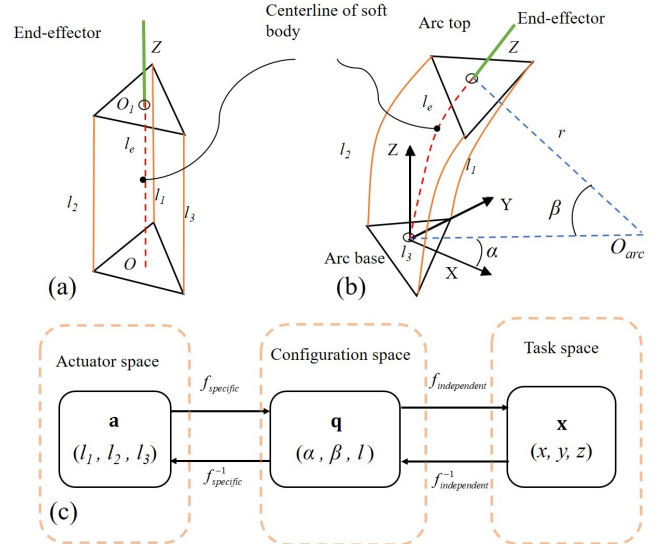 End-effector
Z
O1
le
l2
l1
l3
O
(a)
Centerline of soft
body
Arc top
End-effector
Z
le
l2
r
Z
l1
Y
β
Oarc
l3
α
Arc base
X
(b)
Actuator space
Configuration space
Task space
fspecific
findependent
a
q
x
(l1 , l2 , l3)
(α , β , l )
(x, y, z)
f-1specific
f-1independent
(c)